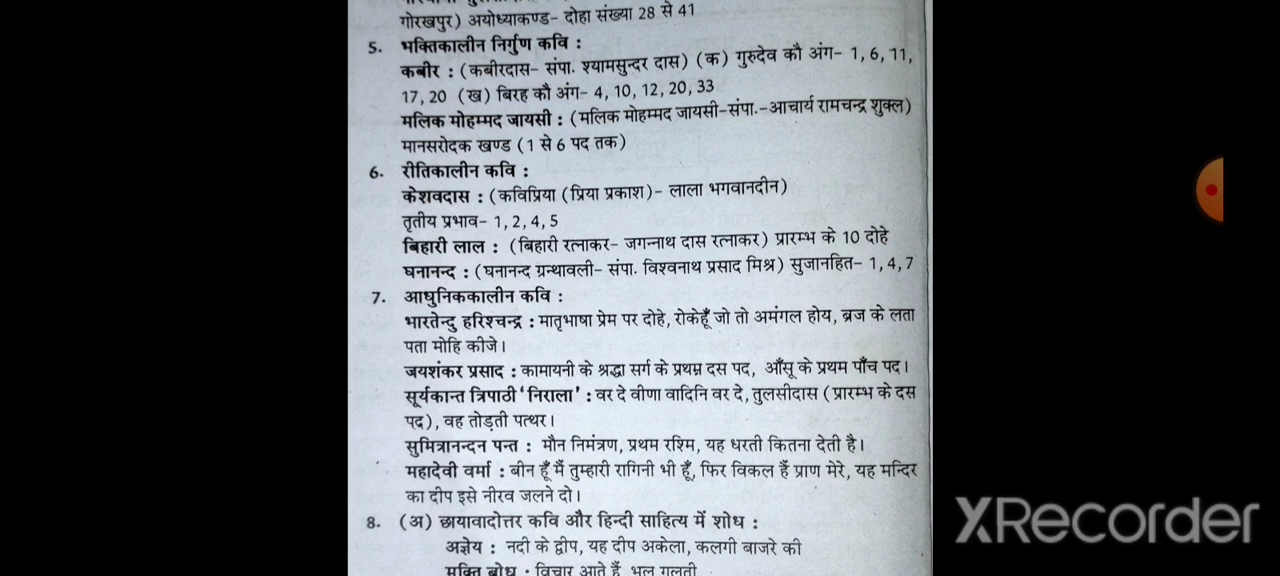 गोरखपुर) अयोध्याकण्ड- दोहा संख्या 28 से 41
5. भक्तिकालीन निर्गुण कवि :
कबीर : (कबीरदास- संपा. श्यामसुन्दर दास) (क) गुरुदेव कौ अंग- 1, 6, 11,
17, 20 (ख) बिरह कौ अंग- 4, 10, 12, 20, 33
मलिक मोहम्मद जायसी : (मलिक मोहम्मद जायसी-संपा.-आचार्य रामचन्द्र शुक्ल)
मानसरोदक खण्ड (1 से 6 पद तक)
6. रीतिकालीन कवि :
केशवदास : (कविप्रिया (प्रिया प्रकाश)- लाला भगवानदीन)
तृतीय प्रभाव- 1, 2, 4, 5
बिहारी लाल : (बिहारी रत्नाकर- जगन्नाथ दास रत्नाकर) प्रारम्भ के 10 दोहे
घनानन्द : (घनानन्द ग्रन्थावली- संपा. विश्वनाथ प्रसाद मिश्र) सुजानहित- 1, 4, 7
7. आधुनिककालीन कवि :
भारतेन्दु हरिश्चन्द्र : मातृभाषा प्रेम पर दोहे, रोकेहूँ जो तो अमंगल होय, ब्रज के लता
पता मोहि कीजे।
जयशंकर प्रसाद : कामायनी के श्रद्धा सर्ग के प्रथम दस पद, आँसू के प्रथम पाँच पद।
सूर्यकान्त त्रिपाठी 'निराला' : वर दे वीणा वादिनि वर दे, तुलसीदास (प्रारम्भ के दस
पद), वह तोड़ती पत्थर।
सुमित्रानन्दन पन्त : मौन निमंत्रण, प्रथम रश्मि, यह धरती कितना देती है।
महादेवी वर्मा : बीन हूँ मैं तुम्हारी रागिनी भी हूँ, फिर विकल हैं प्राण मेरे, यह मन्दिर
का दीप इसे नीरव जलने दो।
8. (अ) छायावादोत्तर कवि और हिन्दी साहित्य में शोध :
अज्ञेय : नदी के द्वीप, यह दीप अकेला, कलगी बाजरे की
मुक्ति बोध : विचार आते हैं, भूल गलती
XRecorder